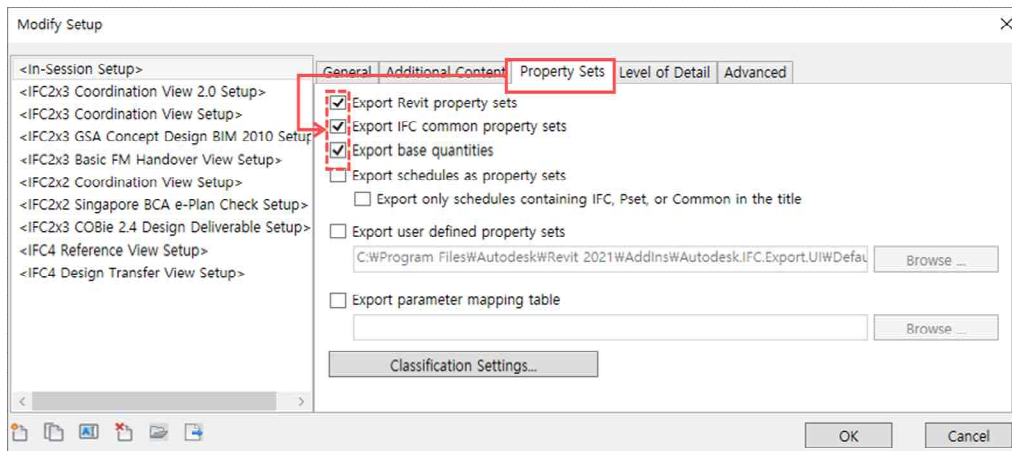 Modify Setup
<In-Session Setup>
<IFC2x3 Coordination View 2.0 Setup>
<IFC2x3 Coordination View Setup>
<IFC2x3 GSA Concept Design BIM 2010 Setup
<IFC2x3 Basic FM Handover View Setup>
<IFC2x2 Coordination View Setup>
<IFC2x2 Singapore BCA e-Plan Check Setup>
<IFC2x3 COBie 2.4 Design Deliverable Setup>
<IFC4 Reference View Setup>
<IFC4 Design Transfer View Setup>
General Additional Content Property Sets Level of Detail Advanced
Export Revit property sets
Export IFC common property sets
Export base quantities
Export schedules as property sets
Export only schedules containing IFC, Pset, or Common in the title
Export user defined property sets
C:₩Program Files₩Autodesk₩Revit 2021₩AddIns₩Autodesk.IFC.Export.UI₩Defau
Browse ...
Export parameter mapping table
Browse ...
Classification Settings...
OK Cancel